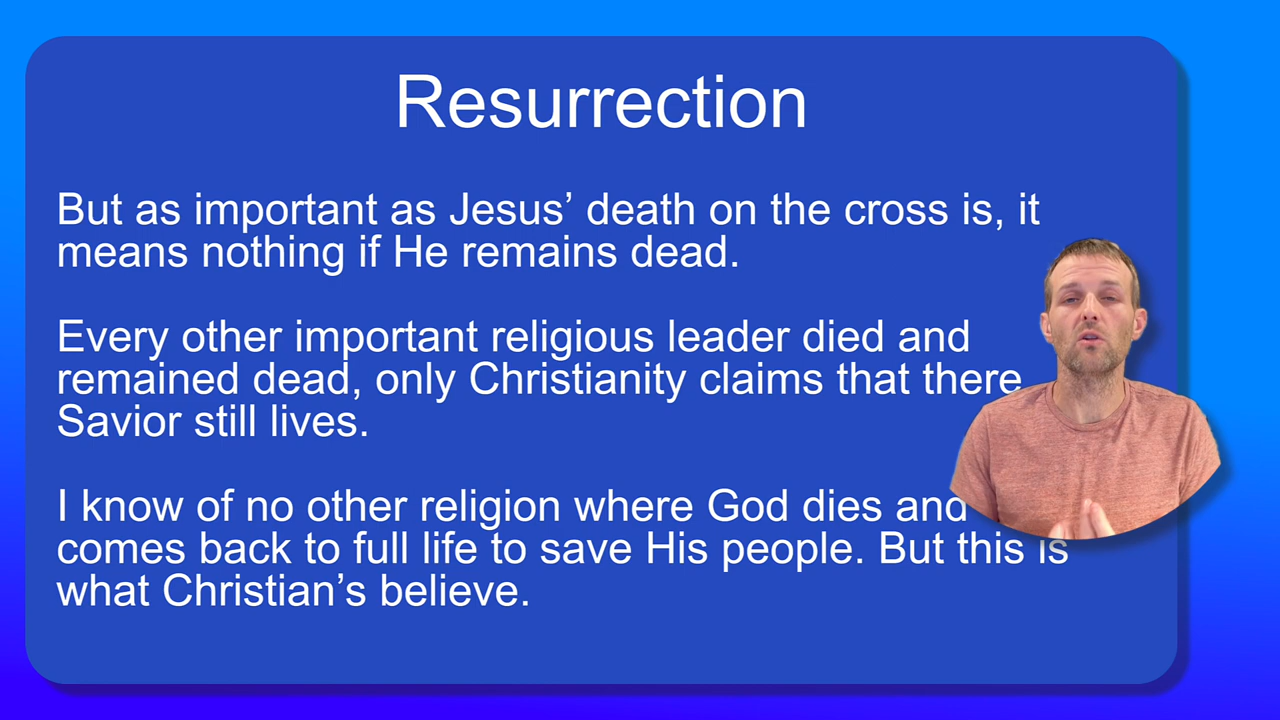 Resurrection
But as important as Jesus’ death on the cross is, it
means nothing if He remains dead.
Every other important religious leader died and
remained dead, only Christianity claims that there
Savior still lives.
I know of no other religion where God dies and
comes back to full life to save His people. But this is
what Christian’s believe.